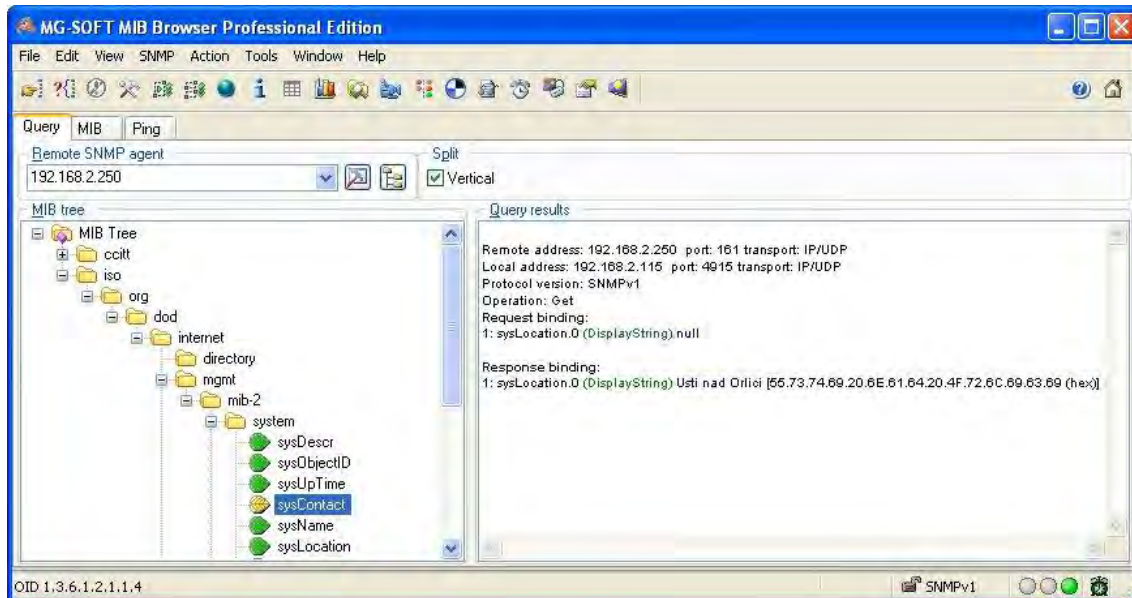 MG-SOFT MIB Browser Professional Edition
File Edit View SNMP Action Tools Window Help
Query MIB Ping
Remote SNMP agent
192.168.2.250
Split
Vertical
MIB tree
MIB Tree
ccitt
iso
org
dod
internet
directory
mgmt
mib-2
system
sysDescr
sysObjectID
sysUpTime
sysContact
sysName
sysLocation
Query results
Remote address: 192.168.2.250 port: 161 transport: IP/UDP
Local address: 192.168.2.115 port: 4915 transport: IP/UDP
Protocol version: SNMPv1
Operation: Get
Request binding:
1: sysLocation.0 (DisplayString) null
Response binding:
1: sysLocation.0 (DisplayString) Usti nad Orlici [55.73.74.69.20.6E.61.64.20.4F.72.6C.69.63.69 (hex)]
OID 1.3.6.1.2.1.1.4
SNMPv1